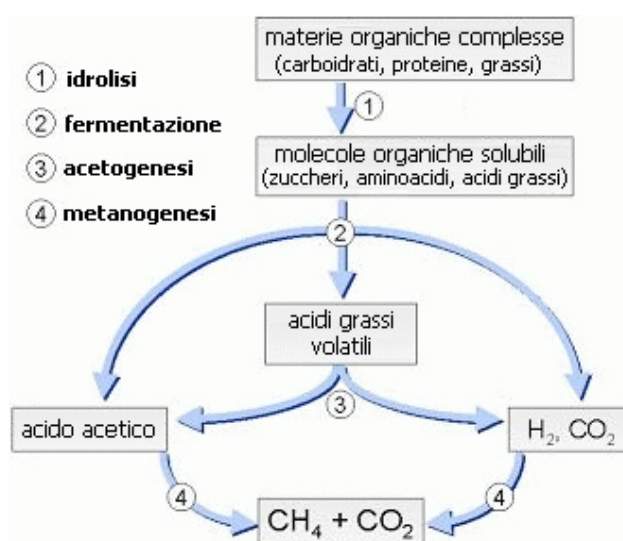 materie organiche complesse
(carboidrati, proteine, grassi)
1 idrolisi
2 fermentazione
3 acetogenesi
4 metanogenesi
1
molecole organiche solubili
(zuccheri, aminoacidi, acidi grassi)
2
acidi grassi
volatili
3
acido acetico
H₂, CO₂
4
4
CH₄ + CO₂